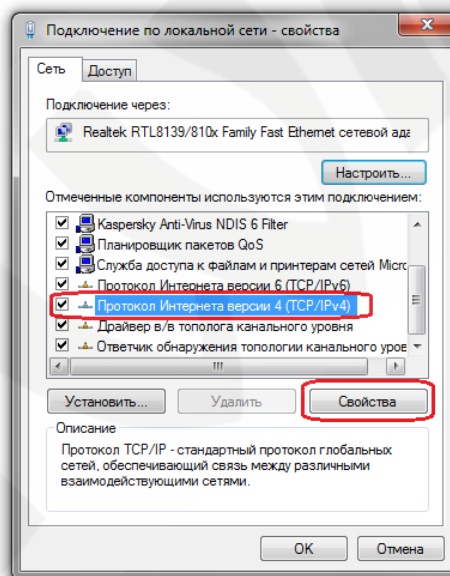 Подключение по локальной сети - свойства
Сеть
Доступ
Подключение через:
Realtek RTL8139/810x Family Fast Ethernet сетевой ада
Настроить...
Отмеченные компоненты используются этим подключением:
Kaspersky Anti-Virus NDIS 6 Filter
Планировщик пакетов QoS
Служба доступа к файлам и принтерам сетей Micro
Протокол Интернета версии 6 (TCP/IPv6)
Протокол Интернета версии 4 (TCP/IPv4)
Драйвер в/в тополога канального уровня
Ответчик обнаружения топологии канального уров
Установить...
Удалить
Свойства
Описание
Протокол TCP/IP - стандартный протокол глобальных
сетей, обеспечивающий связь между различными
взаимодействующими сетями.
OK
Отмена